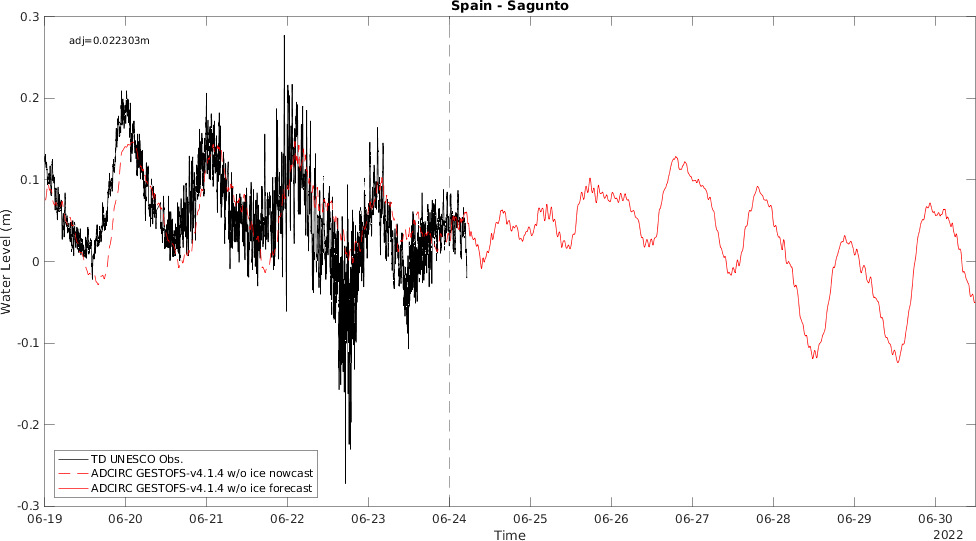 Spain - Sagunto
adj=0.022303m
0.3
0.2
0.1
0
-0.1
-0.2
-0.3
Water Level (m)
TD UNESCO Obs.
ADCIRC GESTOFS-v4.1.4 w/o ice nowcast
ADCIRC GESTOFS-v4.1.4 w/o ice forecast
06-19 06-20 06-21 06-22 06-23 06-24 06-25 06-26 06-27 06-28 06-29 06-30
Time
2022